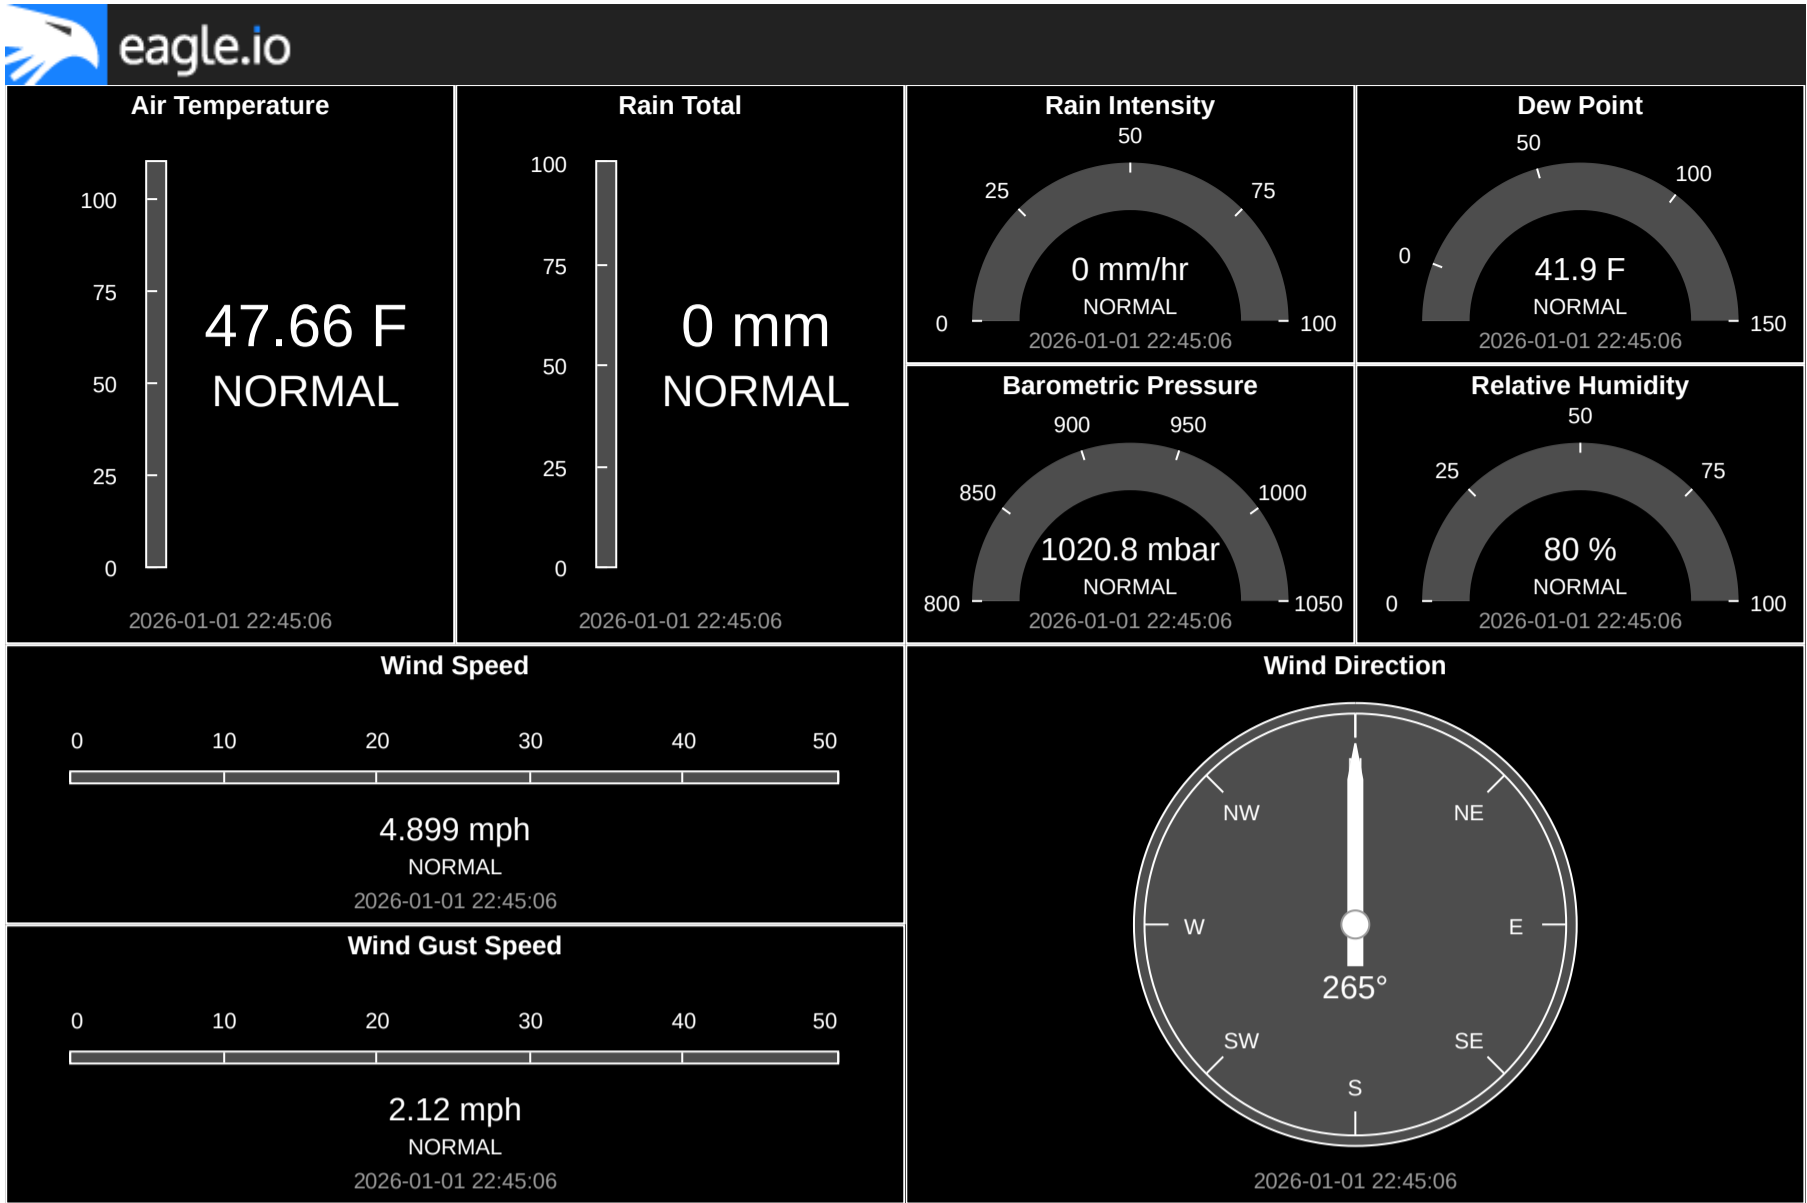 eagle.io
Air Temperature
100
75
50
25
0
47.66 F
NORMAL
2026-01-01 22:45:06
Rain Total
100
75
50
25
0
0 mm
NORMAL
2026-01-01 22:45:06
Rain Intensity
50
25
75
0
100
0 mm/hr
NORMAL
2026-01-01 22:45:06
Dew Point
50
100
0
150
41.9 F
NORMAL
2026-01-01 22:45:06
Barometric Pressure
900
950
850
1000
800
1050
1020.8 mbar
NORMAL
2026-01-01 22:45:06
Relative Humidity
50
25
75
0
100
80 %
NORMAL
2026-01-01 22:45:06
Wind Speed
0 10 20 30 40 50
4.899 mph
NORMAL
2026-01-01 22:45:06
Wind Direction
NW NE
W E
265°
SW SE
S
2026-01-01 22:45:06
Wind Gust Speed
0 10 20 30 40 50
2.12 mph
NORMAL
2026-01-01 22:45:06